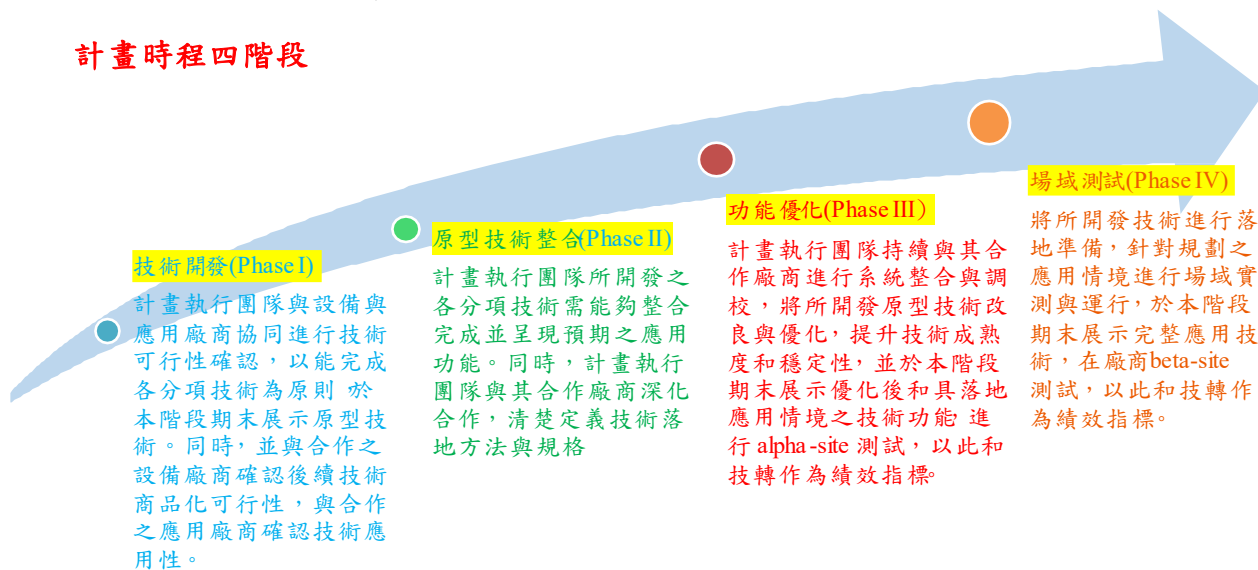 計畫時程四階段
技術開發(Phase I)
計畫執行團隊與設備與
應用廠商協同進行技術
可行性確認，以能完成
各分項技術為原則 於
本階段期末展示原型技
術。同時，並與合作之
設備廠商確認後續技術
商品化可行性，與合作
之應用廠商確認技術應
用性。
原型技術整合(Phase II)
計畫執行團隊所開發之
各分項技術需能夠整合
完成並呈現預期之應用
功能。同時，計畫執行
團隊與其合作廠商深化
合作，清楚定義技術落
地方法與規格
功能優化(Phase III）
計畫執行團隊持續與其合
作廠商進行系統整合與調
校，將所開發原型技術改
良與優化，提升技術成熟
度和穩定性，並於本階段
期末展示優化後和具落地
應用情境之技術功能 進
行 alpha-site 測試，以此和
技轉作為績效指標。
場域測試(Phase IV)
將所開發技術進行落
地準備，針對規劃之
應用情境進行場域實
測與運行，於本階段
期末展示完整應用技
術，在廠商beta-site
測試，以此和技轉作
為績效指標。